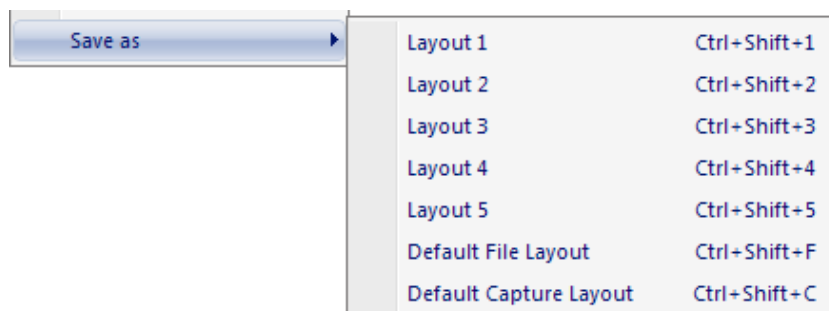 Save as
Layout 1 Ctrl+Shift+1
Layout 2 Ctrl+Shift+2
Layout 3 Ctrl+Shift+3
Layout 4 Ctrl+Shift+4
Layout 5 Ctrl+Shift+5
Default File Layout Ctrl+Shift+F
Default Capture Layout Ctrl+Shift+C